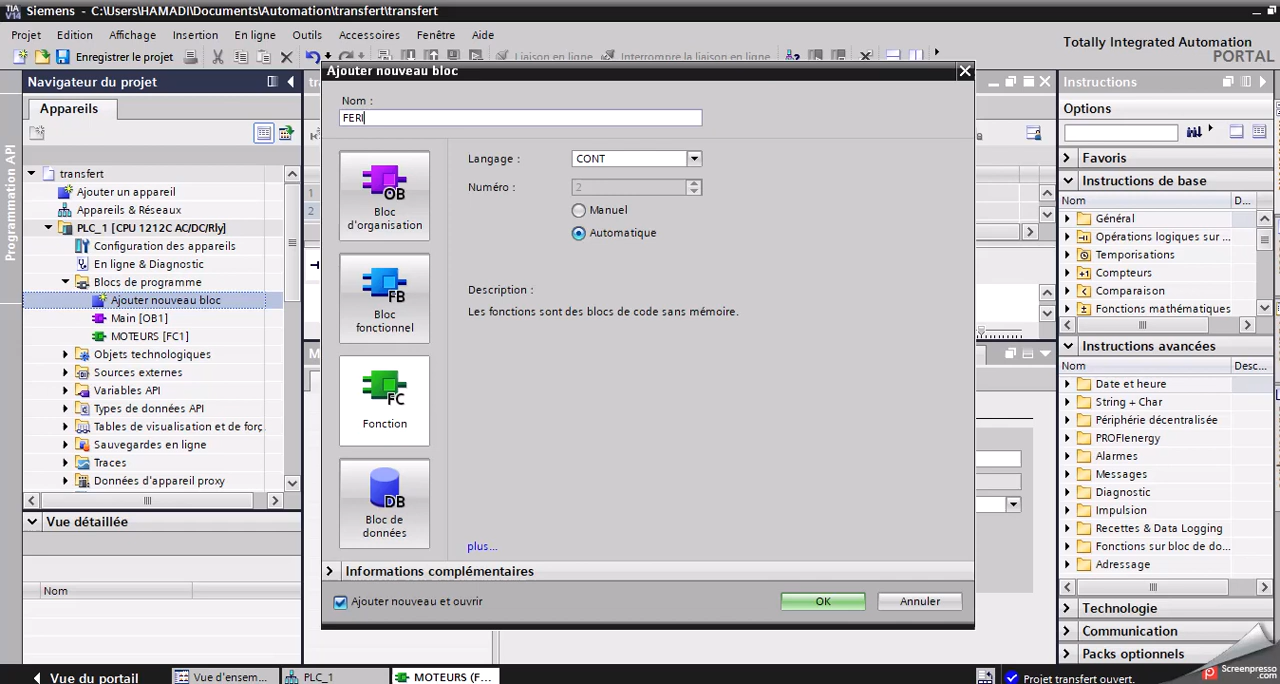 TIA V14 Siemens - C:\Users\HAMADI\Documents\Automation\transfert\transfert
Projet Edition Affichage Insertion En ligne Outils Accessoires Fenêtre Aide
Totally Integrated Automation
PORTAL
Enregistrer le projet
Liaison en ligne
Interrompre la liaison en ligne
Navigateur du projet
Appareils
Programmation API
transfert
Ajouter un appareil
Appareils & Réseaux
PLC_1 [CPU 1212C AC/DC/Rly]
Configuration des appareils
En ligne & Diagnostic
Blocs de programme
Ajouter nouveau bloc
Main [OB1]
MOTEURS [FC1]
Objets technologiques
Sources externes
Variables API
Types de données API
Tables de visualisation et de forç
Sauvegardes en ligne
Traces
Données d'appareil proxy
Vue détaillée
Nom
Ajouter nouveau bloc
Nom :
FERI
OB
Bloc
d'organisation
FB
Bloc
fonctionnel
FC
Fonction
DB
Bloc de
données
Langage :
CONT
Numéro :
2
Manuel
Automatique
Description :
Les fonctions sont des blocs de code sans mémoire.
plus...
Informations complémentaires
Ajouter nouveau et ouvrir
OK
Annuler
1
2
Instructions
Options
Favoris
Instructions de base
Nom D...
Général
Opérations logiques sur ...
Temporisations
Compteurs
Comparaison
Fonctions mathématiques
Instructions avancées
Nom Desc...
Date et heure
String + Char
Périphérie décentralisée
PROFIenergy
Alarmes
Messages
Diagnostic
Impulsion
Recettes & Data Logging
Fonctions sur bloc de do...
Adressage
Technologie
Communication
Packs optionnels
Vue du portail
Vue d'ensem...
PLC_1
MOTEURS (F...
Projet transfert ouvert.
Screenpresso
.com